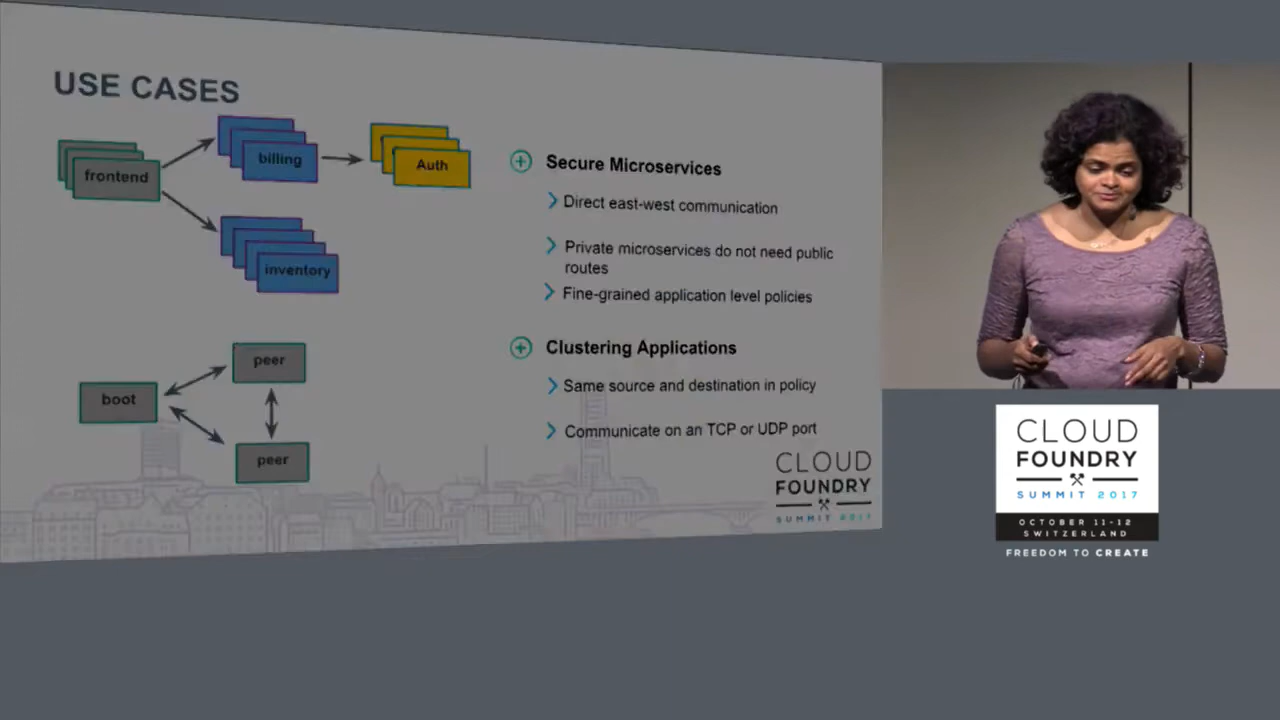 USE CASES
frontend
billing
Auth
inventory
boot
peer
peer
Secure Microservices
Direct east-west communication
Private microservices do not need public
routes
Fine-grained application level policies
Clustering Applications
Same source and destination in policy
Communicate on an TCP or UDP port
CLOUD
FOUNDRY
SUMMIT 2017
CLOUD
FOUNDRY
SUMMIT 2017
OCTOBER 11-12
SWITZERLAND
FREEDOM TO CREATE